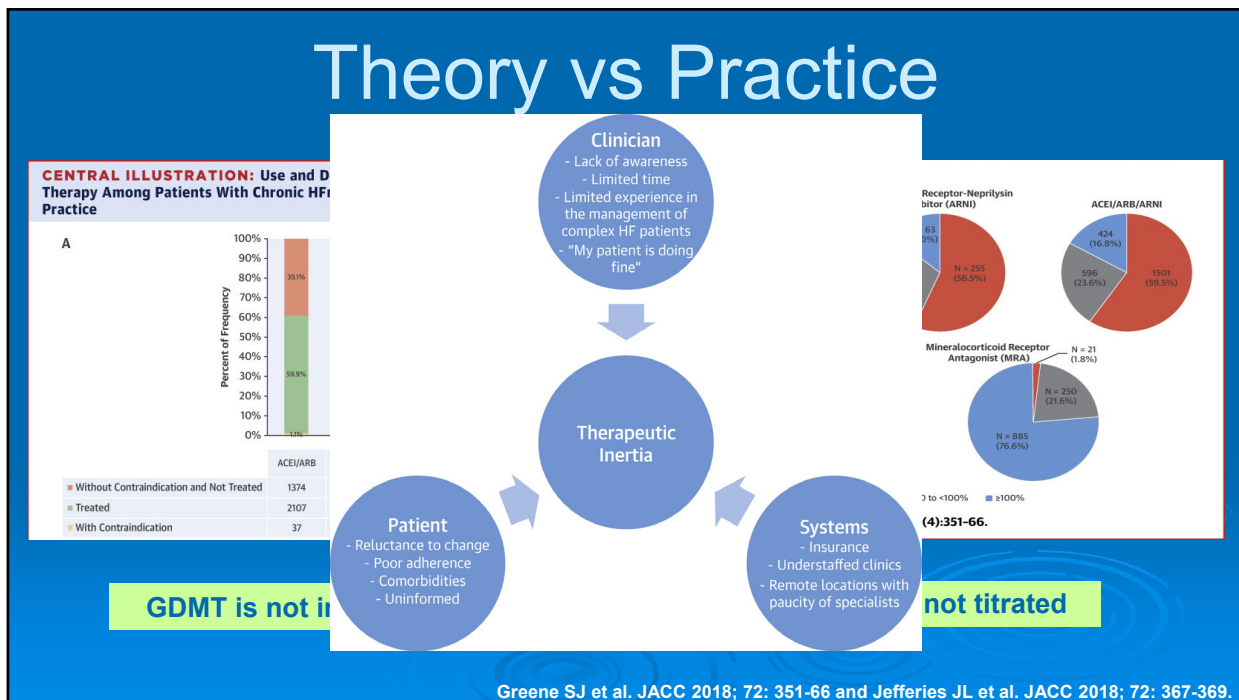 Theory vs Practice
CENTRAL ILLUSTRATION: Use and D
Therapy Among Patients With Chronic HFr
Practice
A
100%
90%
80%
70%
60%
50%
40%
30%
20%
10%
0%
Percent of Frequency
39.1%
59.9%
1.1%
ACEI/ARB
Without Contraindication and Not Treated 1374
Treated 2107
With Contraindication 37
Clinician
- Lack of awareness
- Limited time
- Limited experience in
the management of
complex HF patients
- "My patient is doing
fine"
Therapeutic
Inertia
Patient
- Reluctance to change
- Poor adherence
- Comorbidities
- Uninformed
Systems
- Insurance
- Understaffed clinics
- Remote locations with
paucity of specialists
Receptor-Neprilysin
bitor (ARNI)
63
0%)
N = 255
(56.5%)
ACEI/ARB/ARNI
424
(16.8%)
596
(23.6%)
1501
(59.5%)
Mineralocorticoid Receptor
Antagonist (MRA)
N = 21
(1.8%)
N = 250
(21.6%)
N = 885
(76.6%)
0 to <100% ≥100%
(4):351-66.
GDMT is not in
not titrated
Greene SJ et al. JACC 2018; 72: 351-66 and Jefferies JL et al. JACC 2018; 72: 367-369.